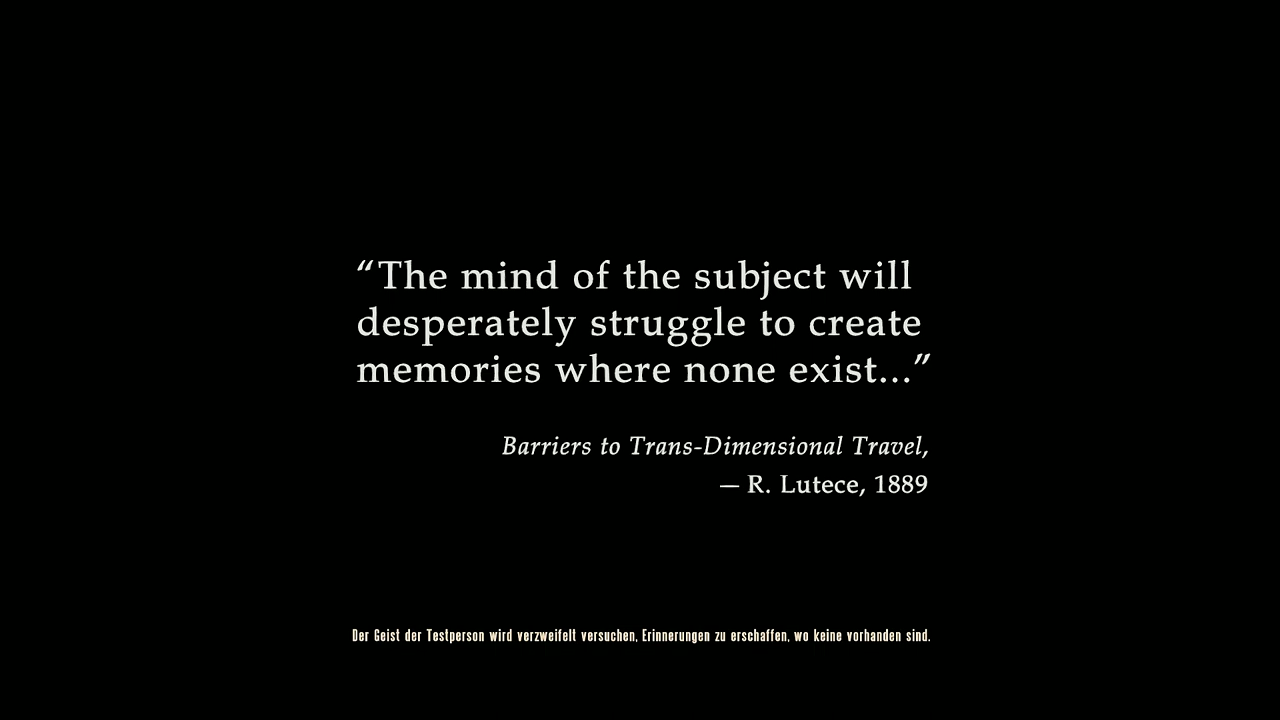 “The mind of the subject will
desperately struggle to create
memories where none exist...”
Barriers to Trans-Dimensional Travel,
— R. Lutece, 1889
Der Geist der Testperson wird verzweifelt versuchen, Erinnerungen zu erschaffen, wo keine vorhanden sind.